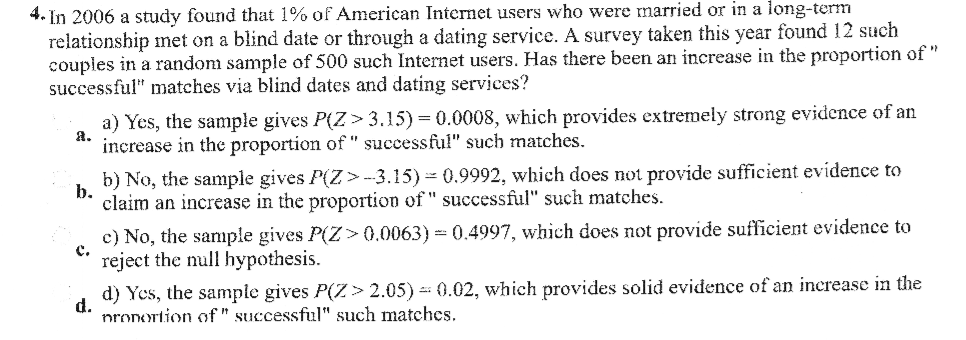 4. In 2006 a study found that 1% of American Internet users who were married or in a long-term
relationship met on a blind date or through a dating service. A survey taken this year found 12 such
couples in a random sample of 500 such Internet users. Has there been an increase in the proportion of "
successful" matches via blind dates and dating services?
a. a) Yes, the sample gives P(Z > 3.15) = 0.0008, which provides extremely strong evidence of an
increase in the proportion of " successful" such matches.
b. b) No, the sample gives P(Z > -3.15) = 0.9992, which does not provide sufficient evidence to
claim an increase in the proportion of " successful" such matches.
c. c) No, the sample gives P(Z > 0.0063) = 0.4997, which does not provide sufficient evidence to
reject the null hypothesis.
d. d) Yes, the sample gives P(Z > 2.05) = 0.02, which provides solid evidence of an increase in the
proportion of " successful" such matches.